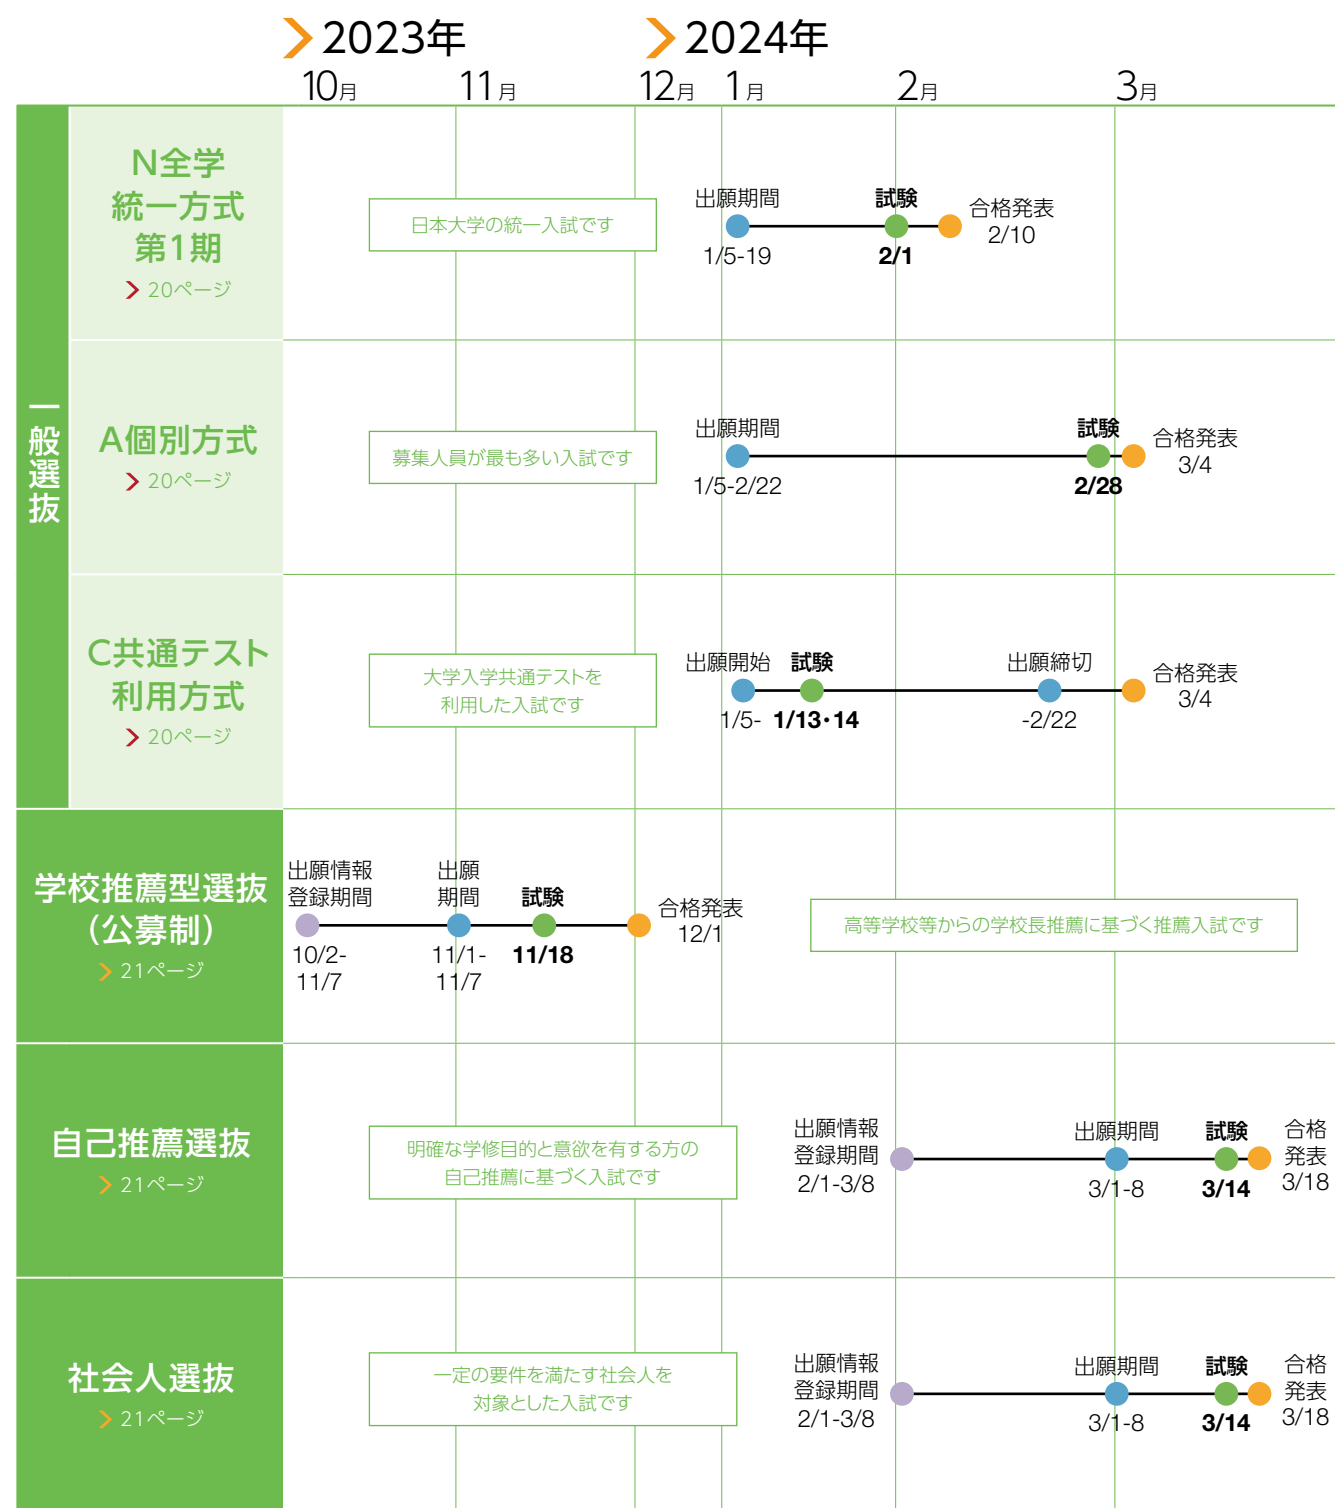 2023年
2024年
10月
11月
12月
1月
2月
3月
一般選抜
N全学
統一方式
第1期
20ページ
日本大学の統一入試です
出願期間
1/5-19
試験
2/1
合格発表
2/10
A個別方式
20ページ
募集人員が最も多い入試です
出願期間
1/5-2/22
試験
2/28
合格発表
3/4
C共通テスト
利用方式
20ページ
大学入学共通テストを
利用した入試です
出願開始
1/5-
試験
1/13・14
出願締切
-2/22
合格発表
3/4
学校推薦型選抜
(公募制)
21ページ
出願情報
登録期間
10/2-
11/7
出願
期間
11/1-
11/7
試験
11/18
合格発表
12/1
高等学校等からの学校長推薦に基づく推薦入試です
自己推薦選抜
21ページ
明確な学修目的と意欲を有する方の
自己推薦に基づく入試です
出願情報
登録期間
2/1-3/8
出願期間
3/1-8
試験
3/14
合格
発表
3/18
社会人選抜
21ページ
一定の要件を満たす社会人を
対象とした入試です
出願情報
登録期間
2/1-3/8
出願期間
3/1-8
試験
3/14
合格
発表
3/18